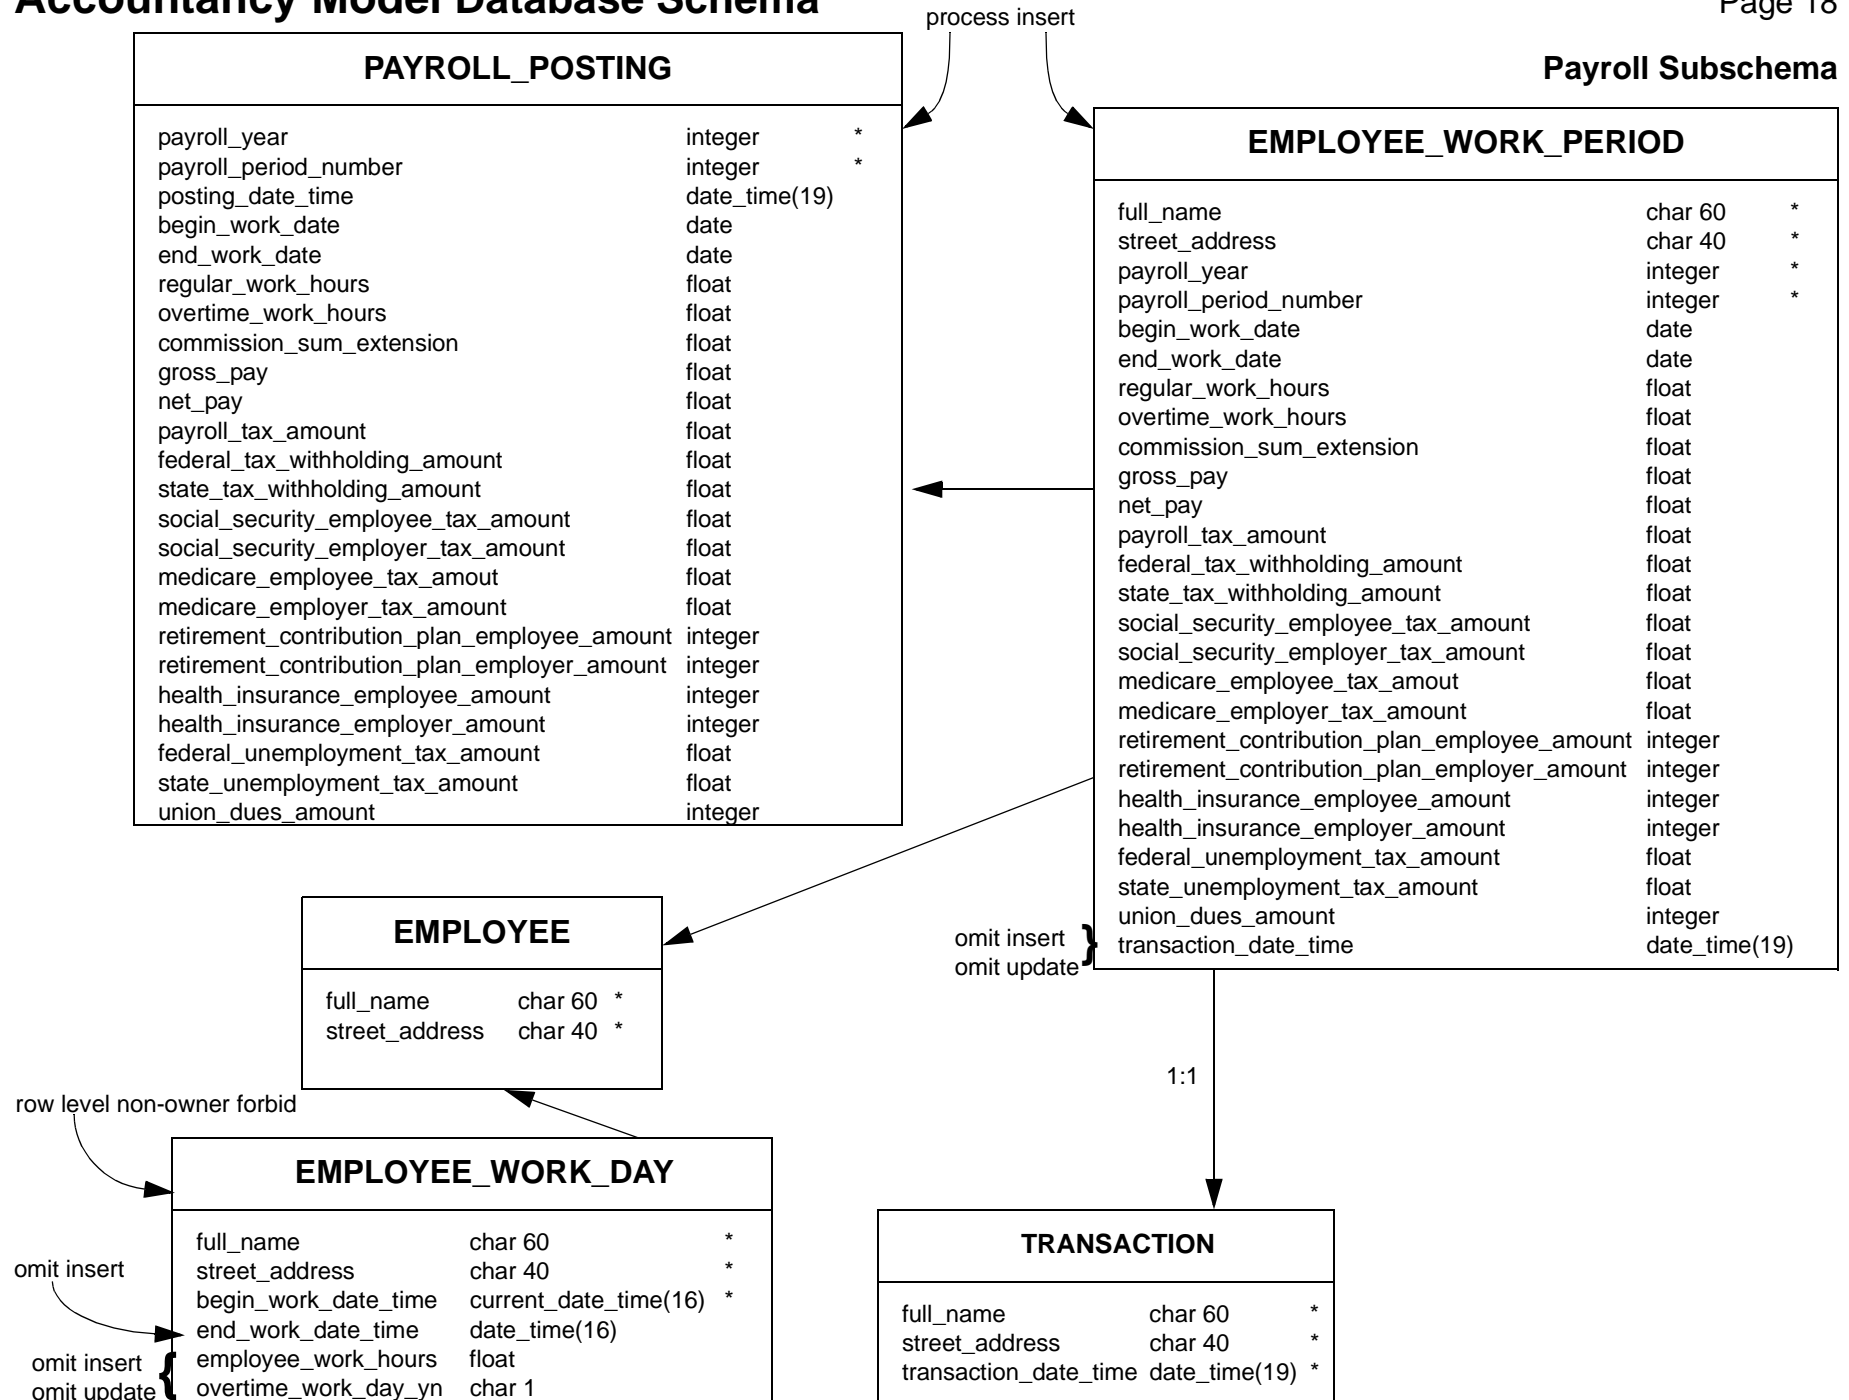 Accountancy Model Database Schema
Page 18
process insert
Payroll Subschema
PAYROLL_POSTING
payroll_year integer *
payroll_period_number integer *
posting_date_time date_time(19)
begin_work_date date
end_work_date date
regular_work_hours float
overtime_work_hours float
commission_sum_extension float
gross_pay float
net_pay float
payroll_tax_amount float
federal_tax_withholding_amount float
state_tax_withholding_amount float
social_security_employee_tax_amount float
social_security_employer_tax_amount float
medicare_employee_tax_amout float
medicare_employer_tax_amount float
retirement_contribution_plan_employee_amount integer
retirement_contribution_plan_employer_amount integer
health_insurance_employee_amount integer
health_insurance_employer_amount integer
federal_unemployment_tax_amount float
state_unemployment_tax_amount float
union_dues_amount integer
EMPLOYEE_WORK_PERIOD
full_name char 60 *
street_address char 40 *
payroll_year integer *
payroll_period_number integer *
begin_work_date date
end_work_date date
regular_work_hours float
overtime_work_hours float
commission_sum_extension float
gross_pay float
net_pay float
payroll_tax_amount float
federal_tax_withholding_amount float
state_tax_withholding_amount float
social_security_employee_tax_amount float
social_security_employer_tax_amount float
medicare_employee_tax_amout float
medicare_employer_tax_amount float
retirement_contribution_plan_employee_amount integer
retirement_contribution_plan_employer_amount integer
health_insurance_employee_amount integer
health_insurance_employer_amount integer
federal_unemployment_tax_amount float
state_unemployment_tax_amount float
union_dues_amount integer
transaction_date_time date_time(19)
omit insert
omit update
}
EMPLOYEE
full_name char 60 *
street_address char 40 *
1:1
row level non-owner forbid
EMPLOYEE_WORK_DAY
full_name char 60 *
street_address char 40 *
begin_work_date_time current_date_time(16) *
end_work_date_time date_time(16)
employee_work_hours float
overtime_work_day_yn char 1
omit insert
omit insert
omit update
{
TRANSACTION
full_name char 60 *
street_address char 40 *
transaction_date_time date_time(19) *